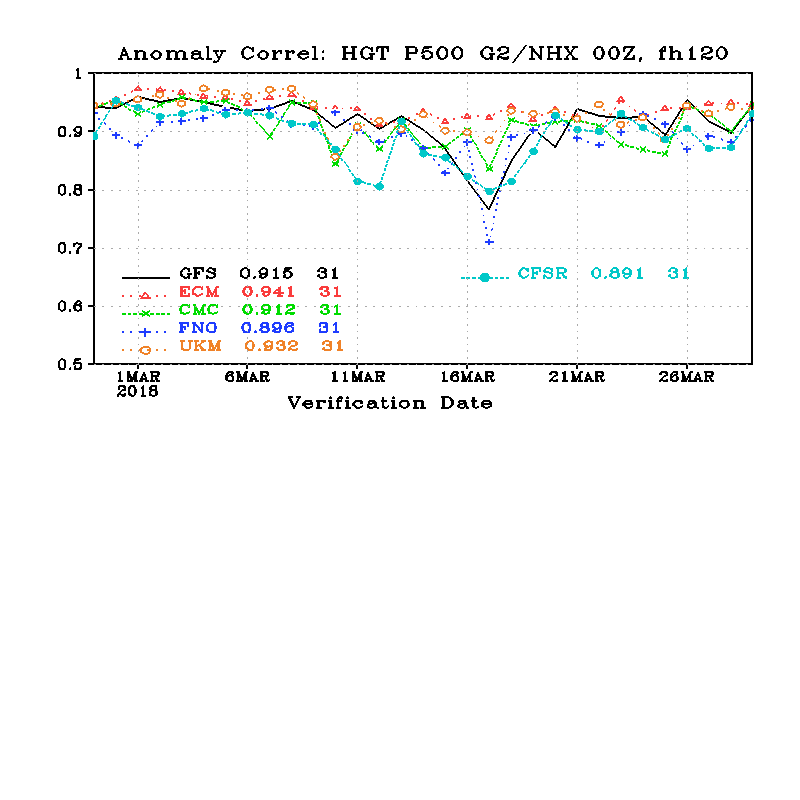 Anomaly Correl: HGT P500 G2/NHX 00Z, fh120
1
0.9
0.8
0.7
0.6
0.5
GFS 0.915 31
ECM 0.941 31
CMC 0.912 31
FNO 0.896 31
UKM 0.932 31
CFSR 0.891 31
1MAR 6MAR 11MAR 16MAR 21MAR 26MAR
2018
Verification Date